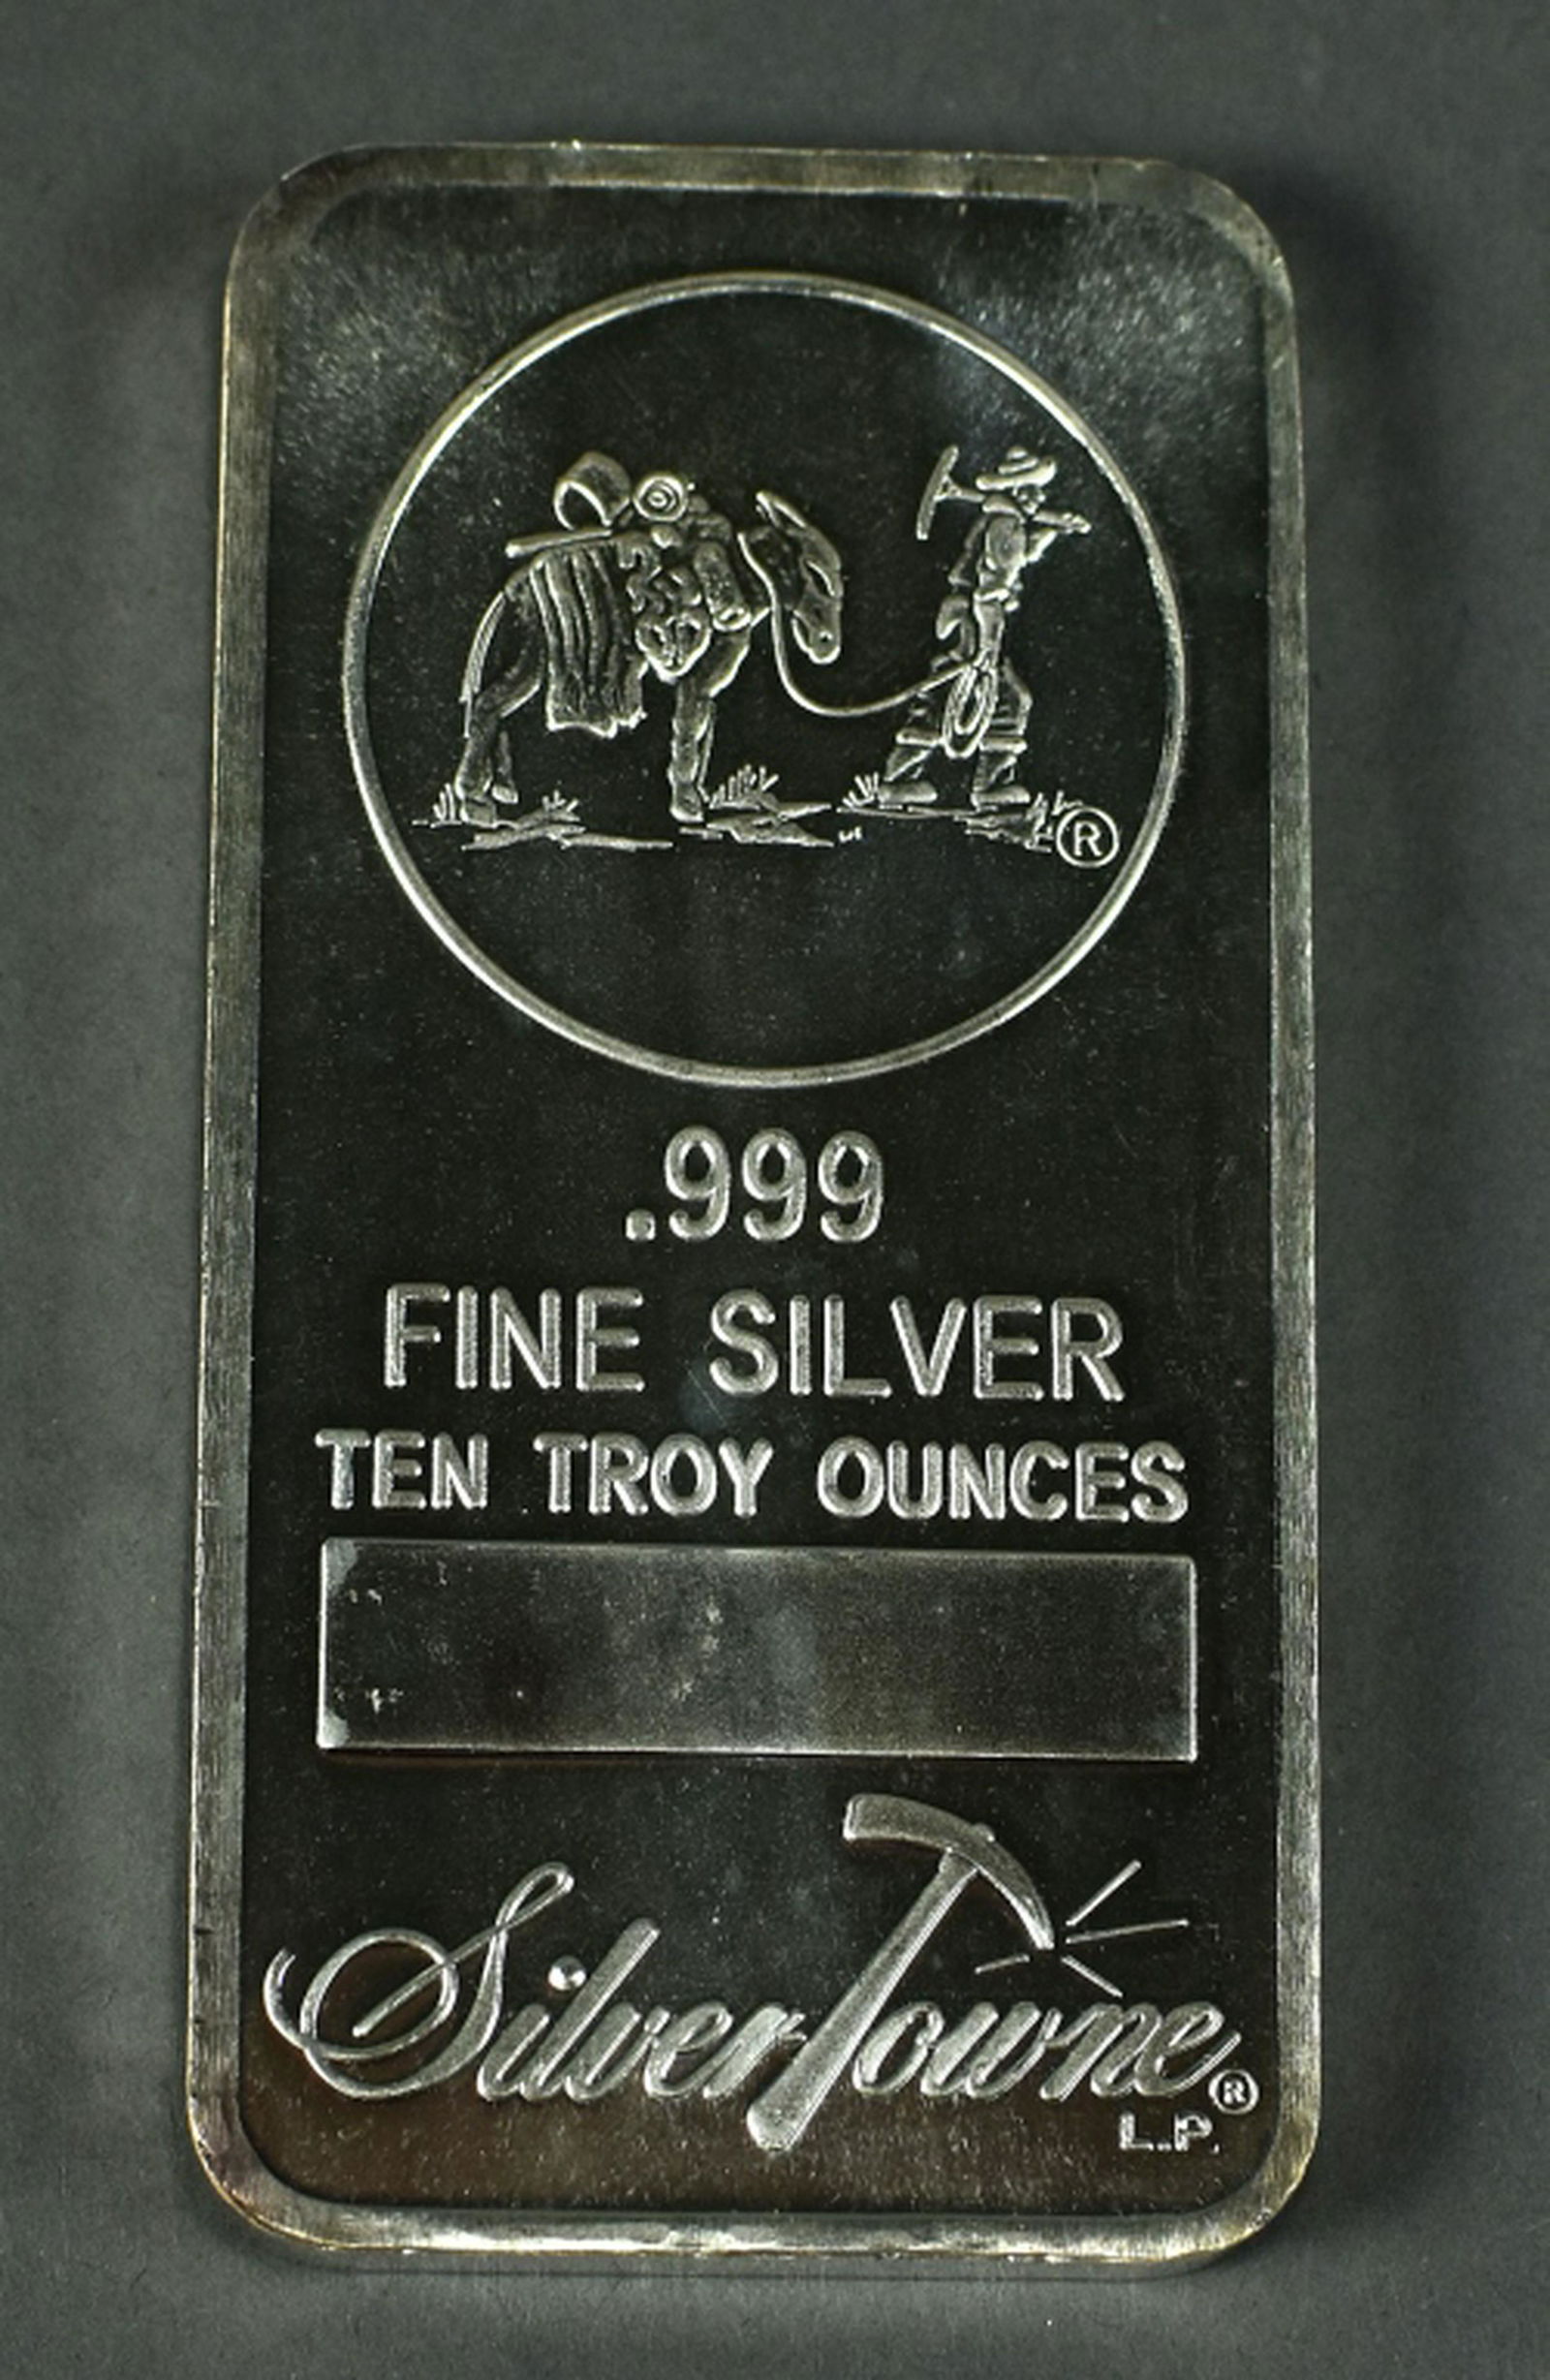 ®
.999
FINE SILVER
TEN TROY OUNCES
SilverTowne®
L.P.